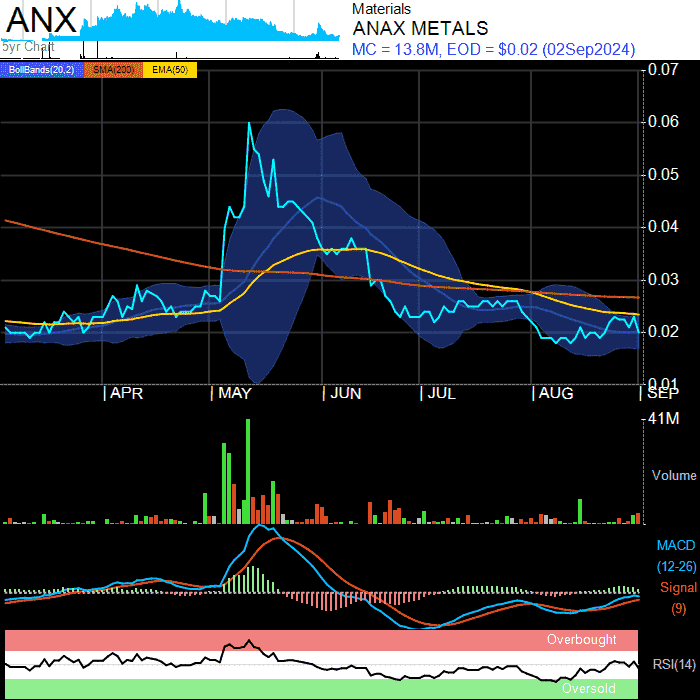 ANX
5yr Chart
Materials
ANAX METALS
MC = 13.8M, EOD = $0.02 (02Sep2024)
BollBands(20,2) SMA(200) EMA(50)
0.07
0.06
0.05
0.04
0.03
0.02
0.01
APR MAY JUN JUL AUG SEP
41M
Volume
MACD
(12-26)
Signal
(9)
Overbought
RSI(14)
Oversold